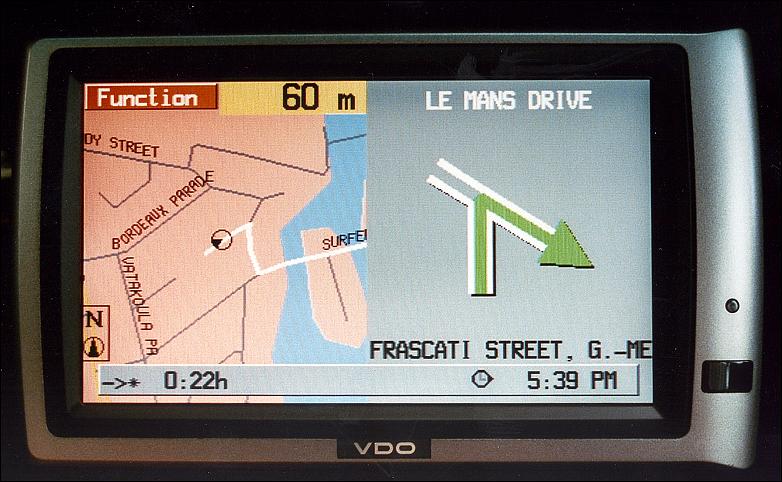 Function
60 m
LE MANS DRIVE
DY STREET
BORDEAUX PARADE
SURFE
VATAKOULA PA
N
FRASCATI STREET, G.-ME
->* 0:22h
5:39 PM
VDO